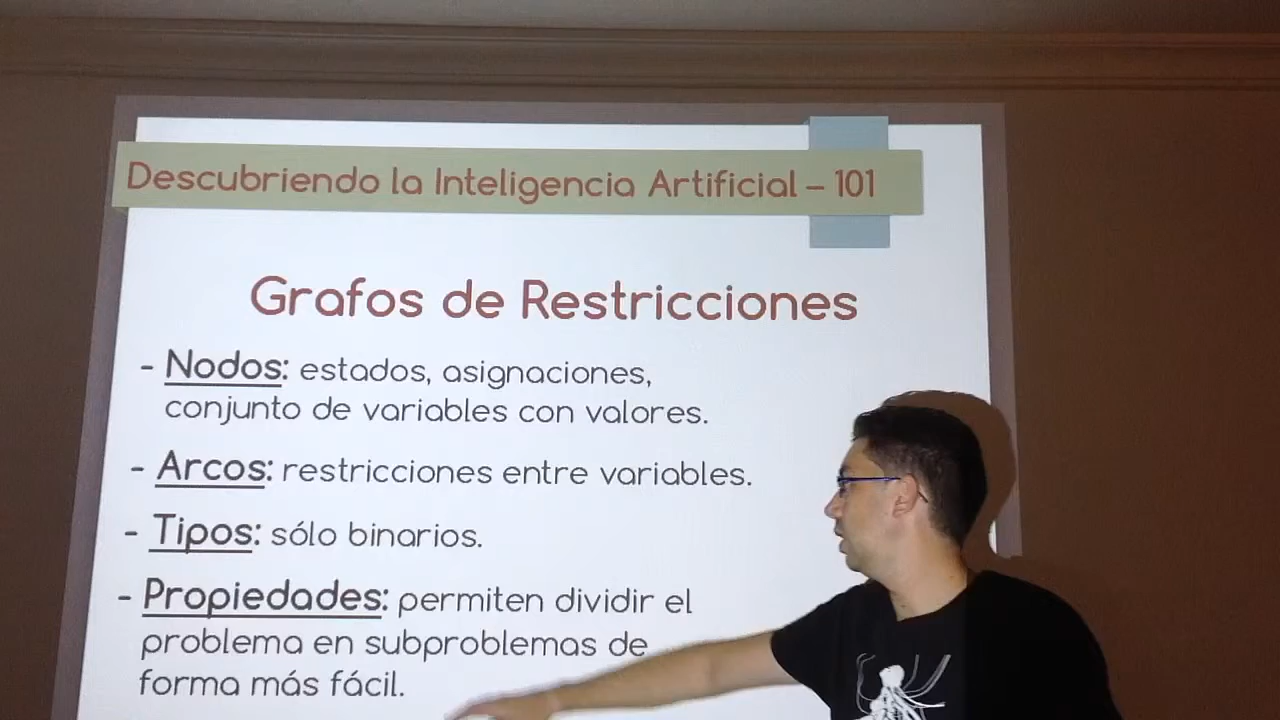 Descubriendo la Inteligencia Artificial – 101
Grafos de Restricciones
- Nodos: estados, asignaciones,
conjunto de variables con valores.
- Arcos: restricciones entre variables.
- Tipos: sólo binarios.
- Propiedades: permiten dividir el
problema en subproblemas de
forma más fácil.